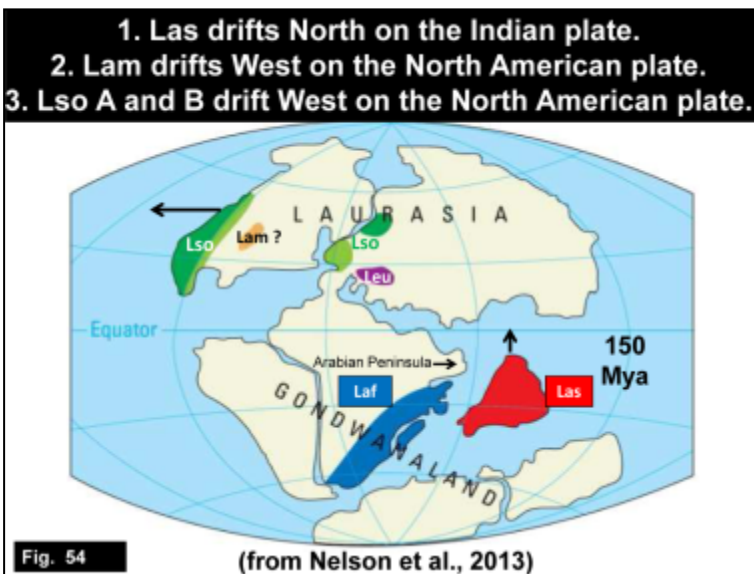 1. Las drifts North on the Indian plate.
2. Lam drifts West on the North American plate.
3. Lso A and B drift West on the North American plate.
LAURASIA
Lso
Lam ?
Lso
Leu
Equator
150
Mya
Arabian Peninsula
Laf
Las
GONDWANALAND
Fig. 54
(from Nelson et al., 2013)